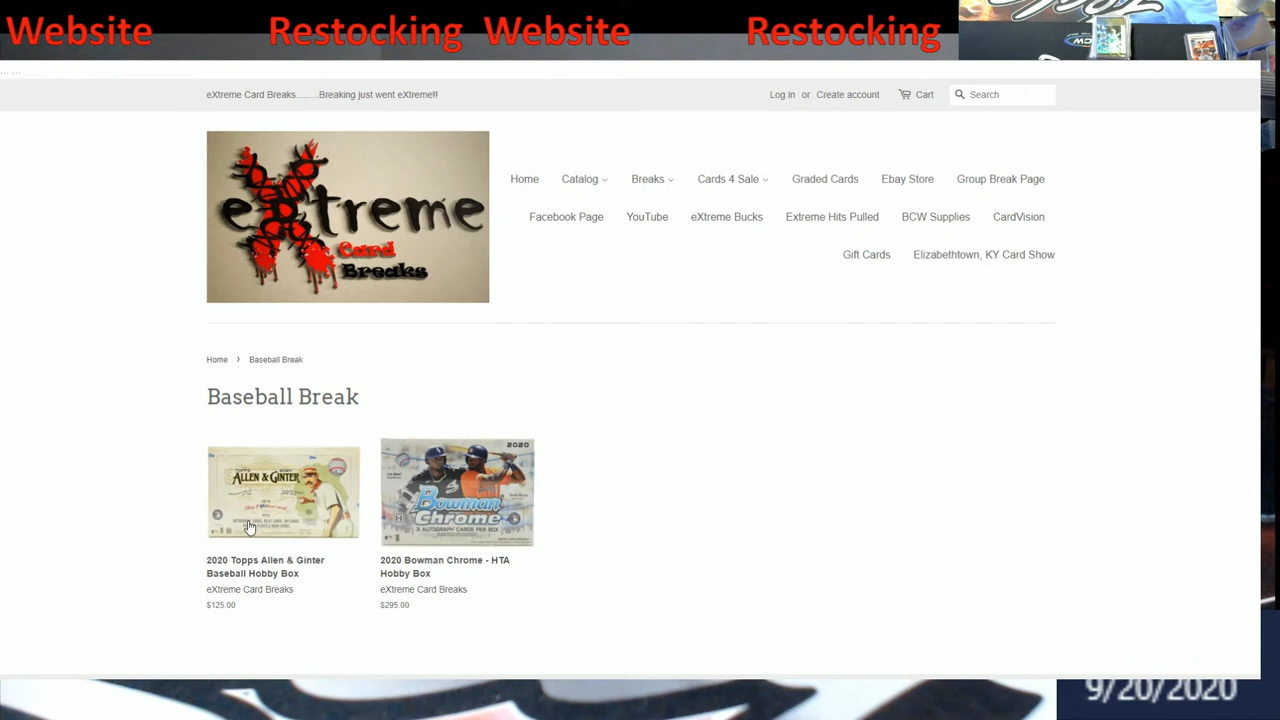 Website Restocking Website Restocking
... ...
eXtreme Card Breaks.........Breaking just went eXtreme!! Log in or Create account Cart Search
eXtreme
Card
Breaks
Home Catalog Breaks Cards 4 Sale Graded Cards Ebay Store Group Break Page
Facebook Page YouTube eXtreme Bucks Extreme Hits Pulled BCW Supplies CardVision
Gift Cards Elizabethtown, KY Card Show
Home › Baseball Break
Baseball Break
TOPPS 2020
ALLEN & GINTER
2020
Bowman
Chrome
2020 Topps Allen & Ginter
Baseball Hobby Box
eXtreme Card Breaks
$125.00
2020 Bowman Chrome - HTA
Hobby Box
eXtreme Card Breaks
$295.00
9/20/2020